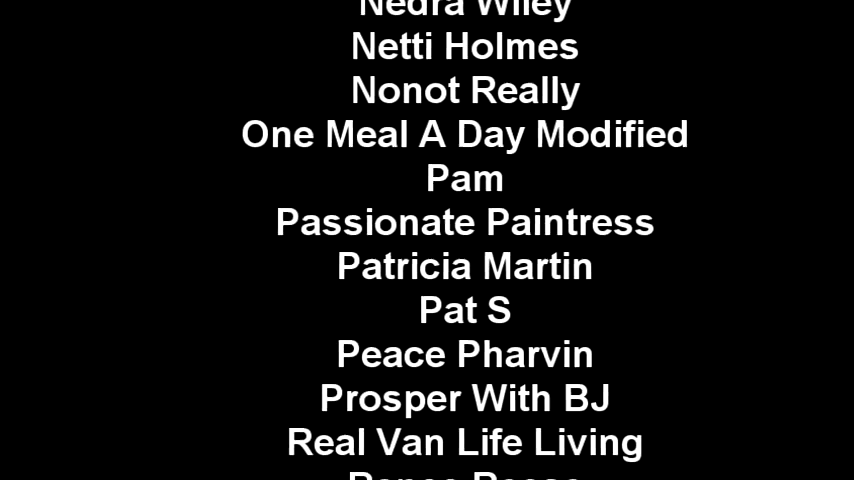 Nedra Wiley
Netti Holmes
Nonot Really
One Meal A Day Modified
Pam
Passionate Paintress
Patricia Martin
Pat S
Peace Pharvin
Prosper With BJ
Real Van Life Living